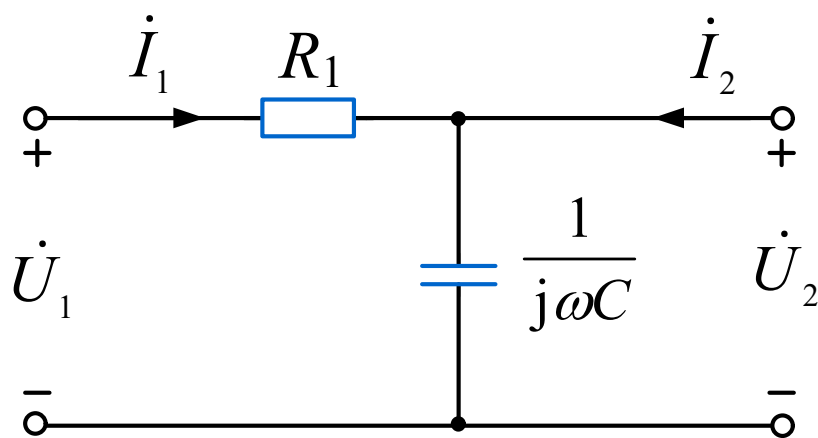 İ₁ R₁ İ₂
+ +
U̇₁ 1/jωC U̇₂
− −